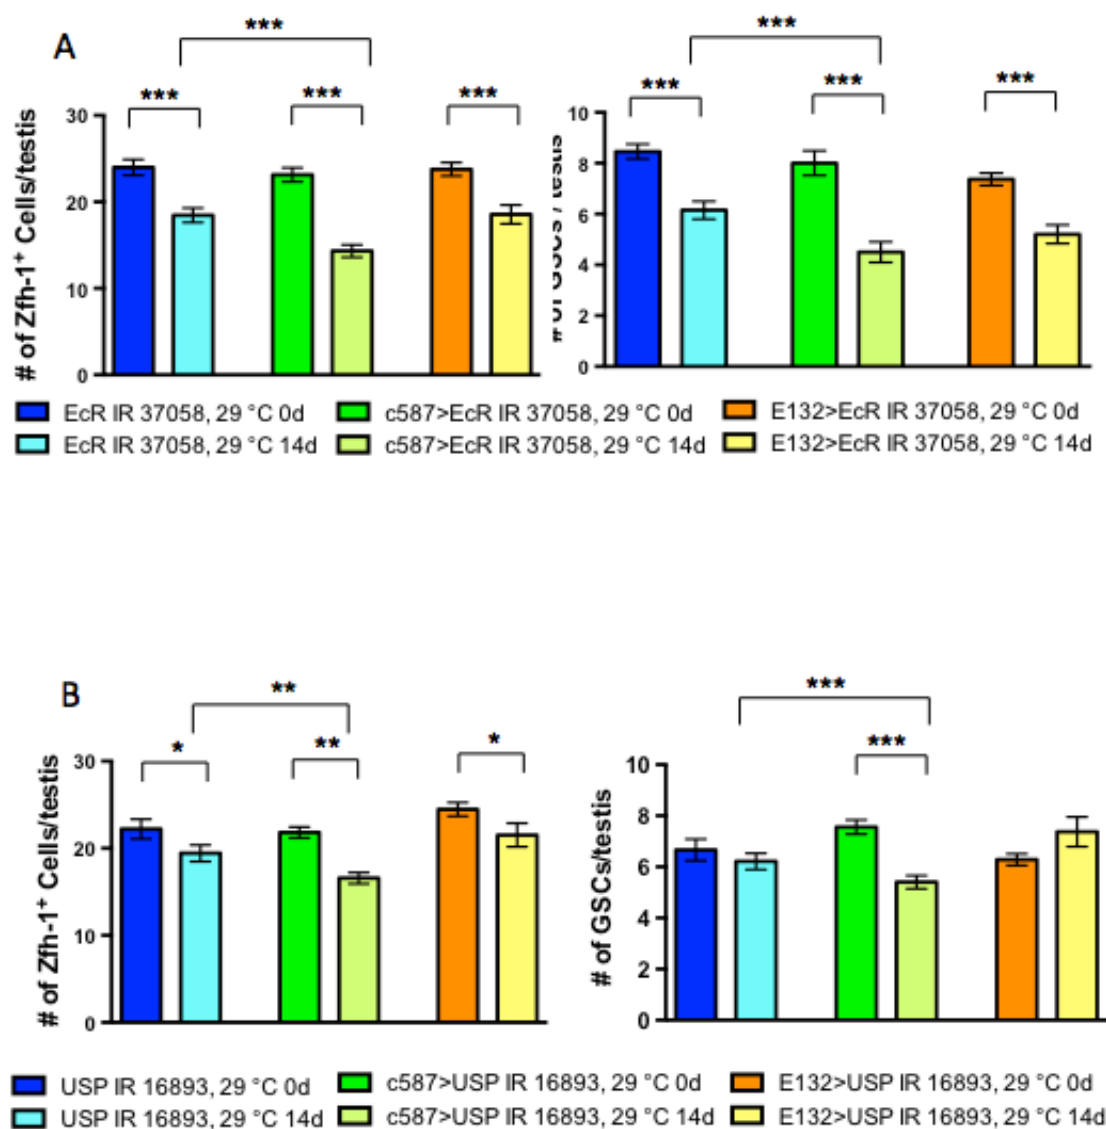 A
***
***
***
***
***
# of Zfh-1⁺ Cells/testis
30
20
10
0
***
***
***
***
# of GSCs / testis
10
8
6
4
2
0
EcR IR 37058, 29 °C 0d
c587>EcR IR 37058, 29 °C 0d
E132>EcR IR 37058, 29 °C 0d
EcR IR 37058, 29 °C 14d
c587>EcR IR 37058, 29 °C 14d
E132>EcR IR 37058, 29 °C 14d
B
**
*
**
*
# of Zfh-1⁺ Cells/testis
30
20
10
0
***
***
# of GSCs/testis
10
8
6
4
2
0
USP IR 16893, 29 °C 0d
c587>USP IR 16893, 29 °C 0d
E132>USP IR 16893, 29 °C 0d
USP IR 16893, 29 °C 14d
c587>USP IR 16893, 29 °C 14d
E132>USP IR 16893, 29 °C 14d